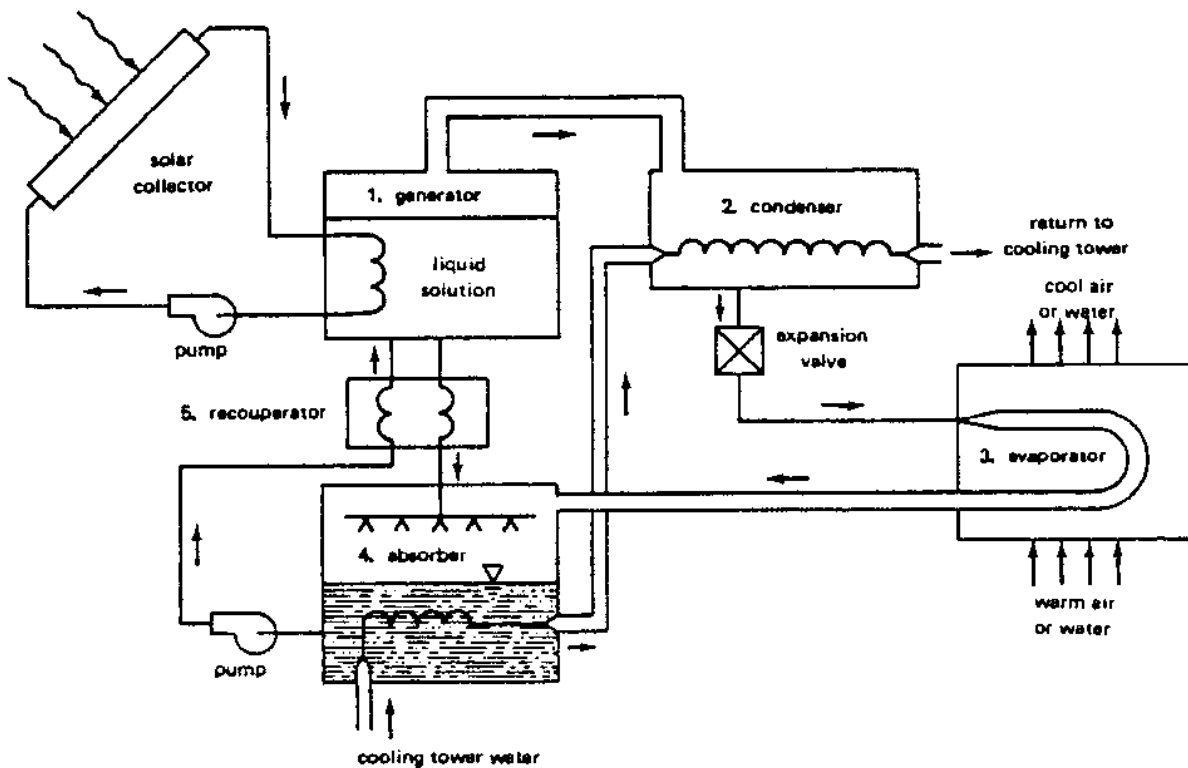 solar
collector
1. generator
2. condenser
return to
cooling tower
liquid
solution
cool air
or water
pump
expansion
valve
5. recouperator
3. evaporator
4. absorber
warm air
or water
pump
cooling tower water